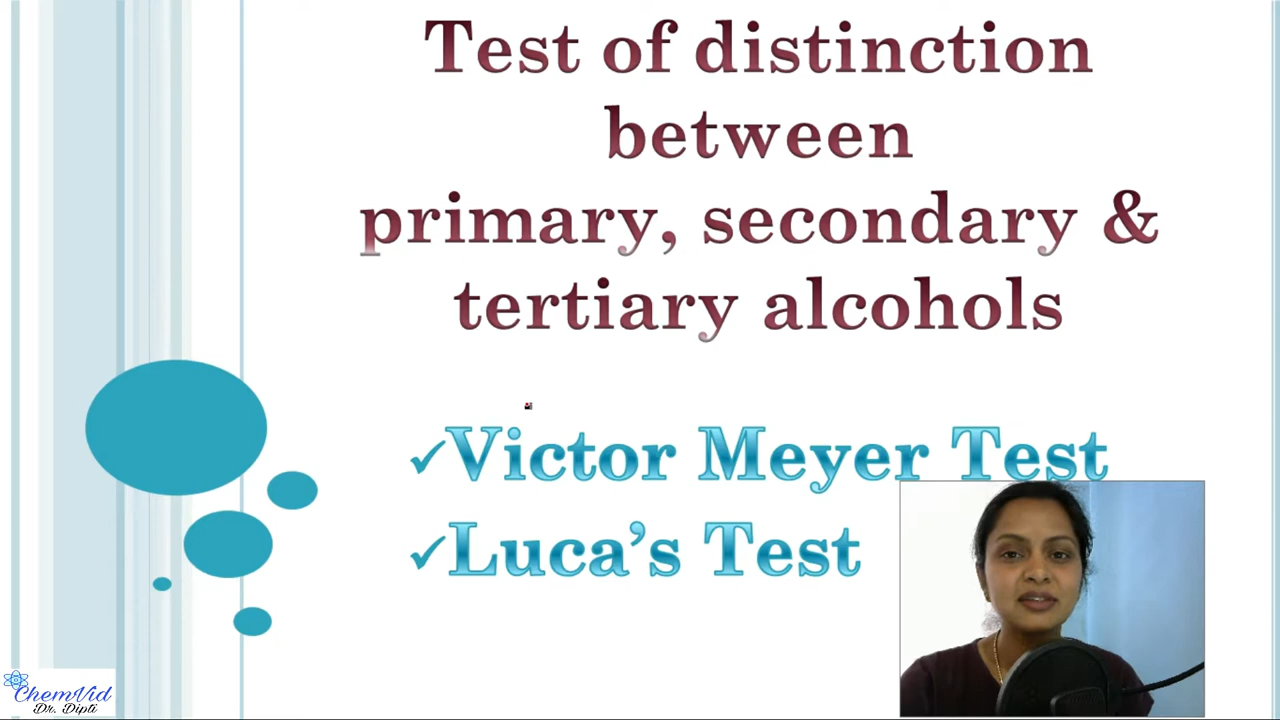 Test of distinction
between
primary, secondary &
tertiary alcohols
✓Victor Meyer Test
✓Luca's Test
ChemVid
Dr. Dipti